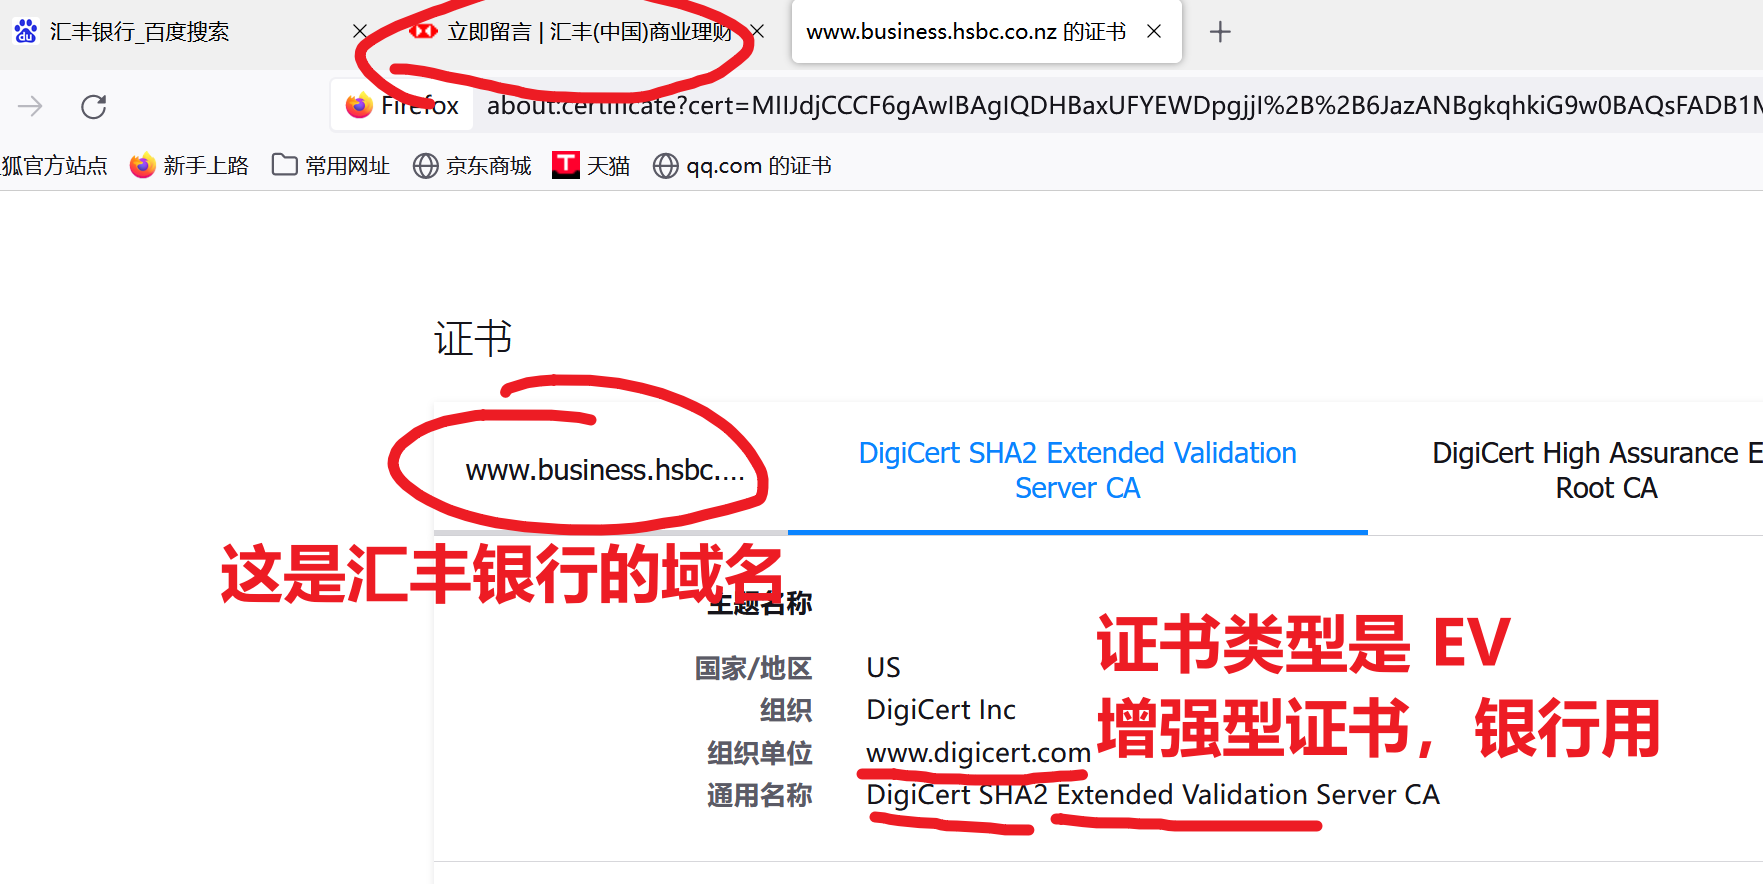 汇丰银行_百度搜索
立即留言 | 汇丰(中国)商业理财
www.business.hsbc.co.nz 的证书
Firefox
about:certificate?cert=MIIJdjCCCF6gAwIBAgIQDHBaxUFYEWDpgjjI%2B%2B6JazANBgkqhkiG9w0BAQsFADB1M
狐官方站点
新手上路
常用网址
京东商城
天猫
qq.com 的证书
证书
www.business.hsbc.…
DigiCert SHA2 Extended Validation
Server CA
DigiCert High Assurance E
Root CA
这是汇丰银行的域名
主题名称
国家/地区 US
组织 DigiCert Inc
组织单位 www.digicert.com
通用名称 DigiCert SHA2 Extended Validation Server CA
证书类型是 EV
增强型证书，银行用